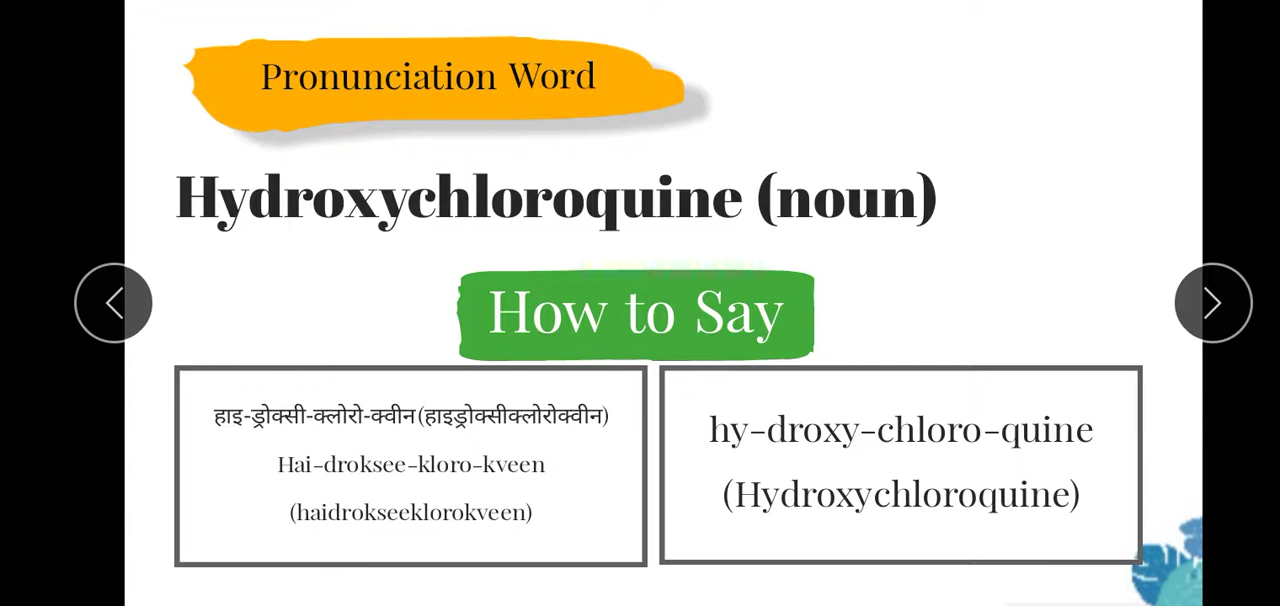 Pronunciation Word
Hydroxychloroquine (noun)
How to Say
हाइ-ड्रोक्सी-क्लोरो-क्वीन(हाइड्रोक्सीक्लोरोक्वीन)
Hai-droksee-kloro-kveen
(haidrokseeklorokveen)
hy-droxy-chloro-quine
(Hydroxychloroquine)